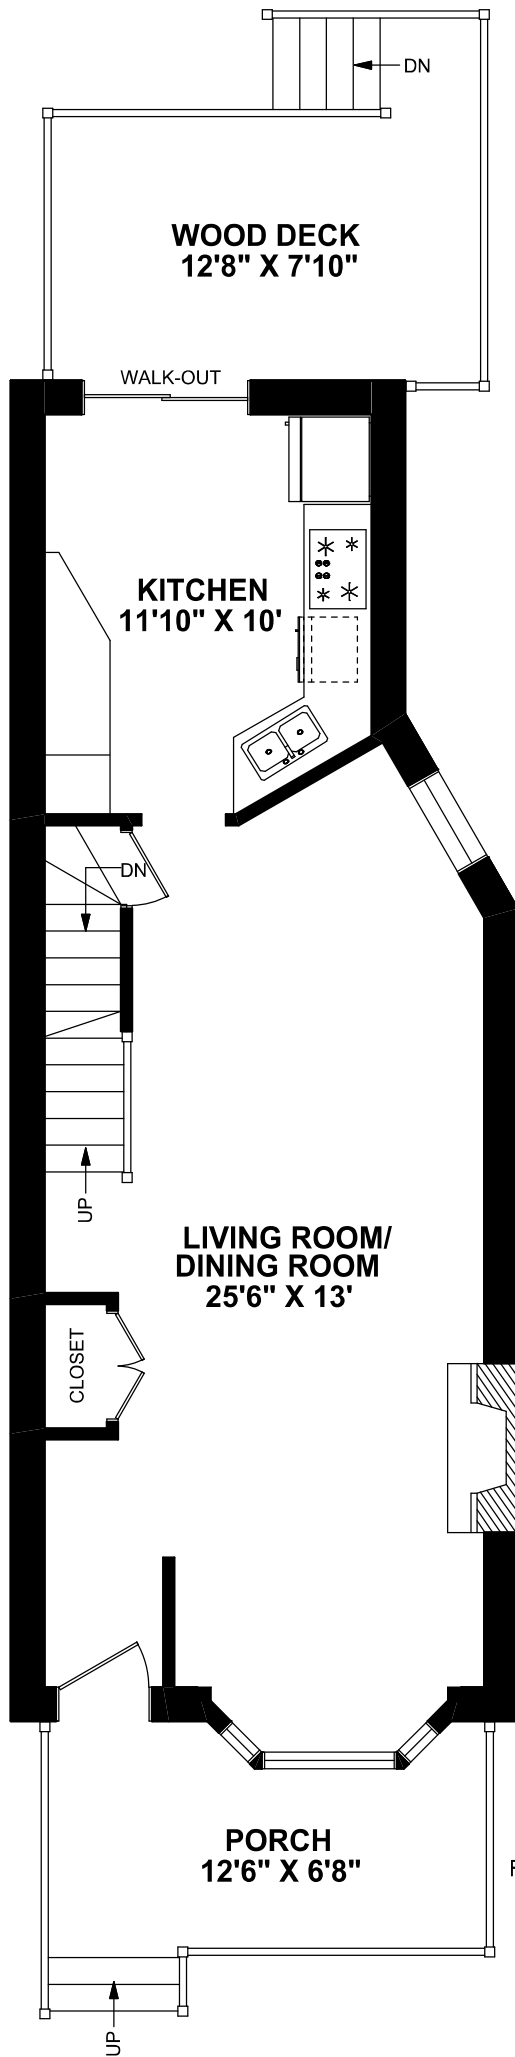 DN
WOOD DECK
12'8" X 7'10"
WALK-OUT
KITCHEN
11'10" X 10'
DN
UP
LIVING ROOM/
DINING ROOM
25'6" X 13'
CLOSET
PORCH
12'6" X 6'8"
UP